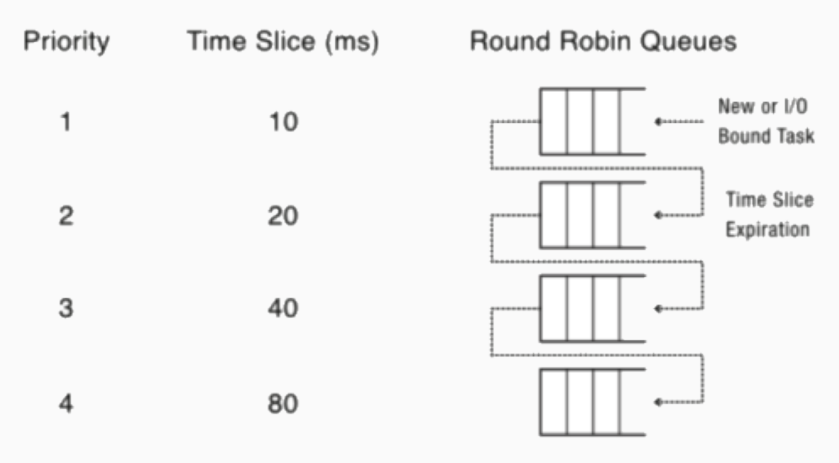 Priority Time Slice (ms) Round Robin Queues
1 10 New or I/O
Bound Task
2 20 Time Slice
Expiration
3 40
4 80